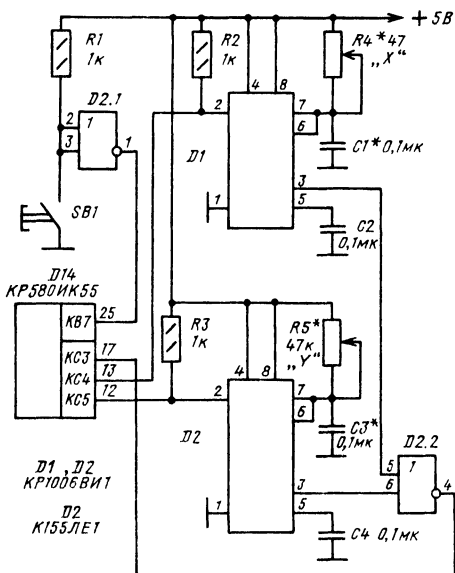 +5В
R1
1к
R2
1к
R4*47
„X“
4
8
D2.1
2
1
3
1
2
7
6
D1
C1* 0,1мк
3
SB1
1
5
C2
0,1мк
D14
КР580ИК55
КВ7
25
КС3
17
КС4
13
КС5
12
R3
1к
4
8
R5*
47к
„Y“
2
7
6
D2
C3*
0,1мк
D2.2
D1, D2
КР1006ВИ1
5
1
3
6
4
1
5
D2
К155ЛЕ1
C4 0,1мк